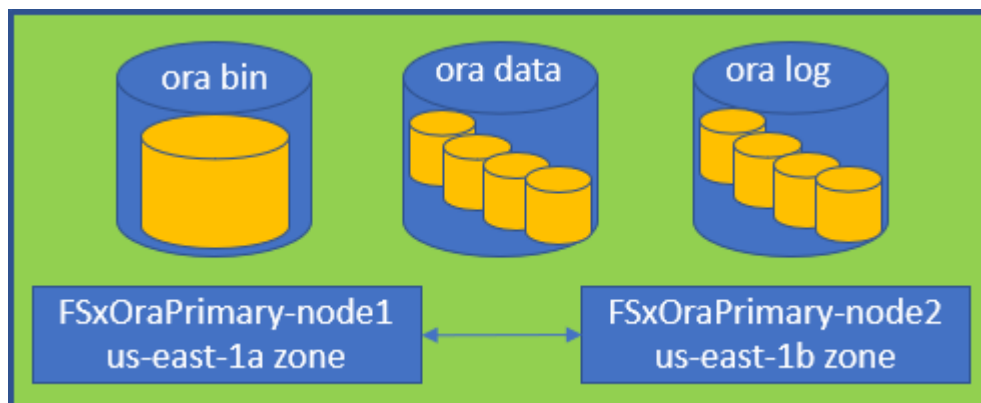 ora bin
ora data
ora log
FSxOraPrimary-node1
us-east-1a zone
FSxOraPrimary-node2
us-east-1b zone